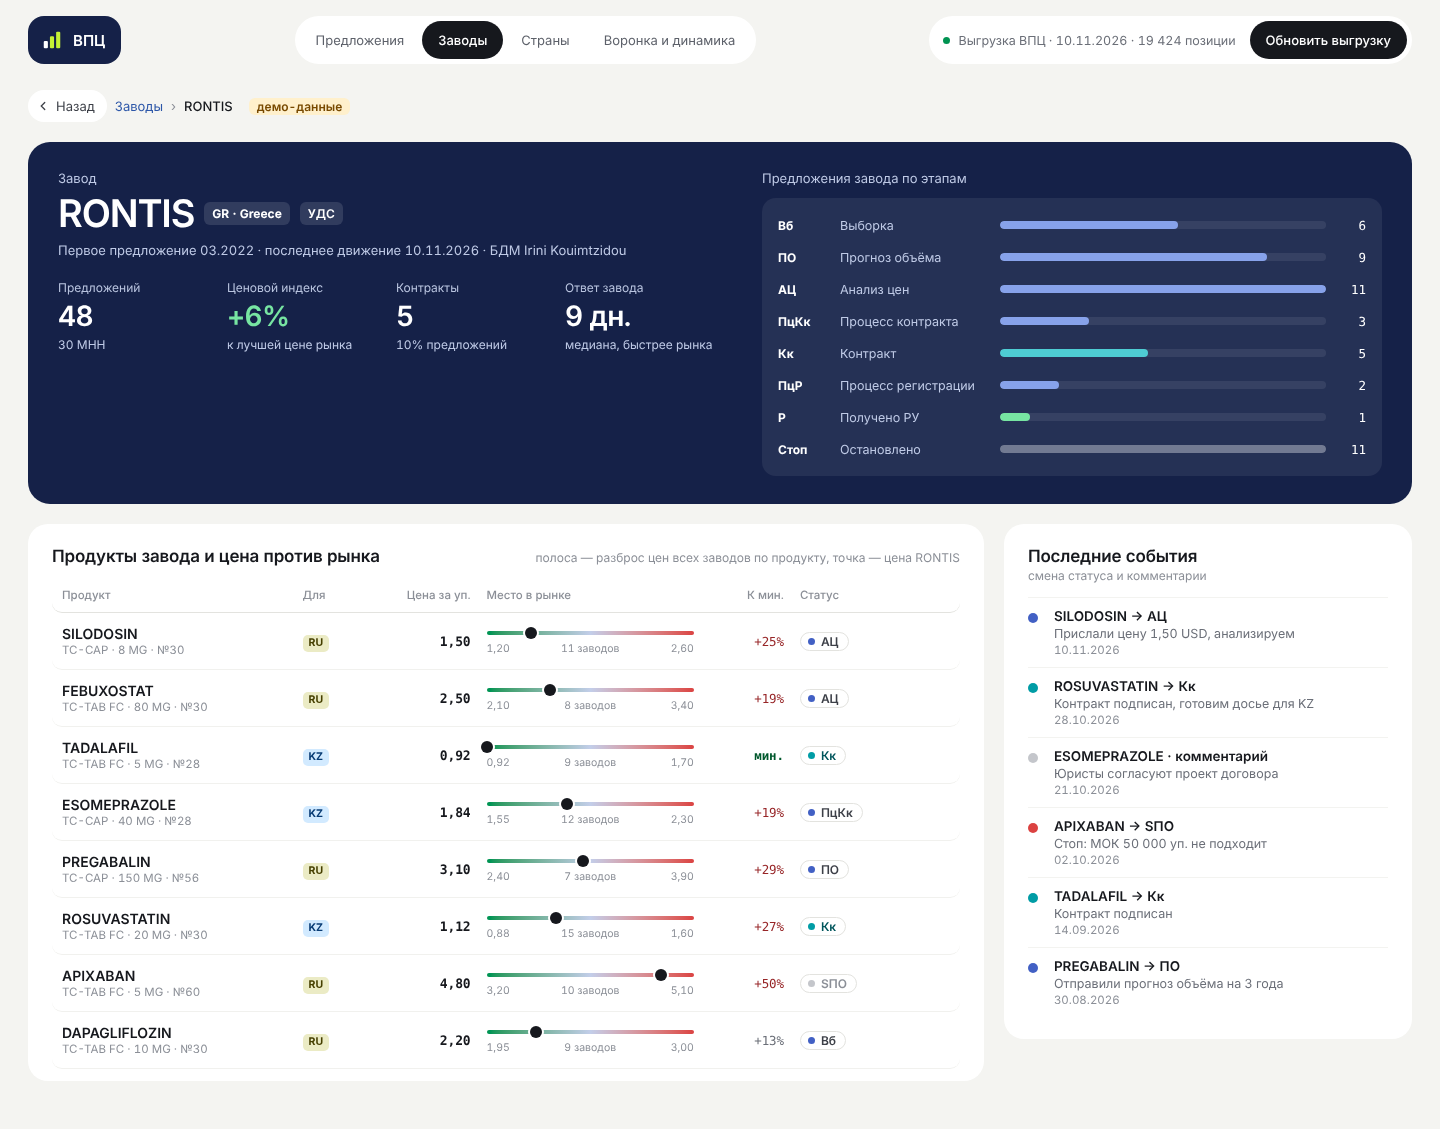 ВПЦ
Предложения Заводы Страны Воронка и динамика
Выгрузка ВПЦ · 10.11.2026 · 19 424 позиции Обновить выгрузку
Назад Заводы › RONTIS демо-данные
Завод
RONTIS GR · Greece УДС
Первое предложение 03.2022 · последнее движение 10.11.2026 · БДМ Irini Kouimtzidou
Предложений Ценовой индекс Контракты Ответ завода
48 +6% 5 9 дн.
30 МНН к лучшей цене рынка 10% предложений медиана, быстрее рынка
Предложения завода по этапам
Вб Выборка 6
ПО Прогноз объёма 9
АЦ Анализ цен 11
ПцКк Процесс контракта 3
Кк Контракт 5
ПцР Процесс регистрации 2
Р Получено РУ 1
Стоп Остановлено 11
Продукты завода и цена против рынка полоса — разброс цен всех заводов по продукту, точка — цена RONTIS
Продукт Для Цена за уп. Место в рынке К мин. Статус
SILODOSIN RU 1,50 +25% АЦ
TC-CAP · 8 MG · №30 1,20 11 заводов 2,60
FEBUXOSTAT RU 2,50 +19% АЦ
TC-TAB FC · 80 MG · №30 2,10 8 заводов 3,40
TADALAFIL KZ 0,92 мин. Кк
TC-TAB FC · 5 MG · №28 0,92 9 заводов 1,70
ESOMEPRAZOLE KZ 1,84 +19% ПцКк
TC-CAP · 40 MG · №28 1,55 12 заводов 2,30
PREGABALIN RU 3,10 +29% ПО
TC-CAP · 150 MG · №56 2,40 7 заводов 3,90
ROSUVASTATIN KZ 1,12 +27% Кк
TC-TAB FC · 20 MG · №30 0,88 15 заводов 1,60
APIXABAN RU 4,80 +50% SПО
TC-TAB FC · 5 MG · №60 3,20 10 заводов 5,10
DAPAGLIFLOZIN RU 2,20 +13% Вб
TC-TAB FC · 10 MG · №30 1,95 9 заводов 3,00
Последние события
смена статуса и комментарии
SILODOSIN → АЦ
Прислали цену 1,50 USD, анализируем
10.11.2026
ROSUVASTATIN → Кк
Контракт подписан, готовим досье для KZ
28.10.2026
ESOMEPRAZOLE · комментарий
Юристы согласуют проект договора
21.10.2026
APIXABAN → SПО
Стоп: МОК 50 000 уп. не подходит
02.10.2026
TADALAFIL → Кк
Контракт подписан
14.09.2026
PREGABALIN → ПО
Отправили прогноз объёма на 3 года
30.08.2026